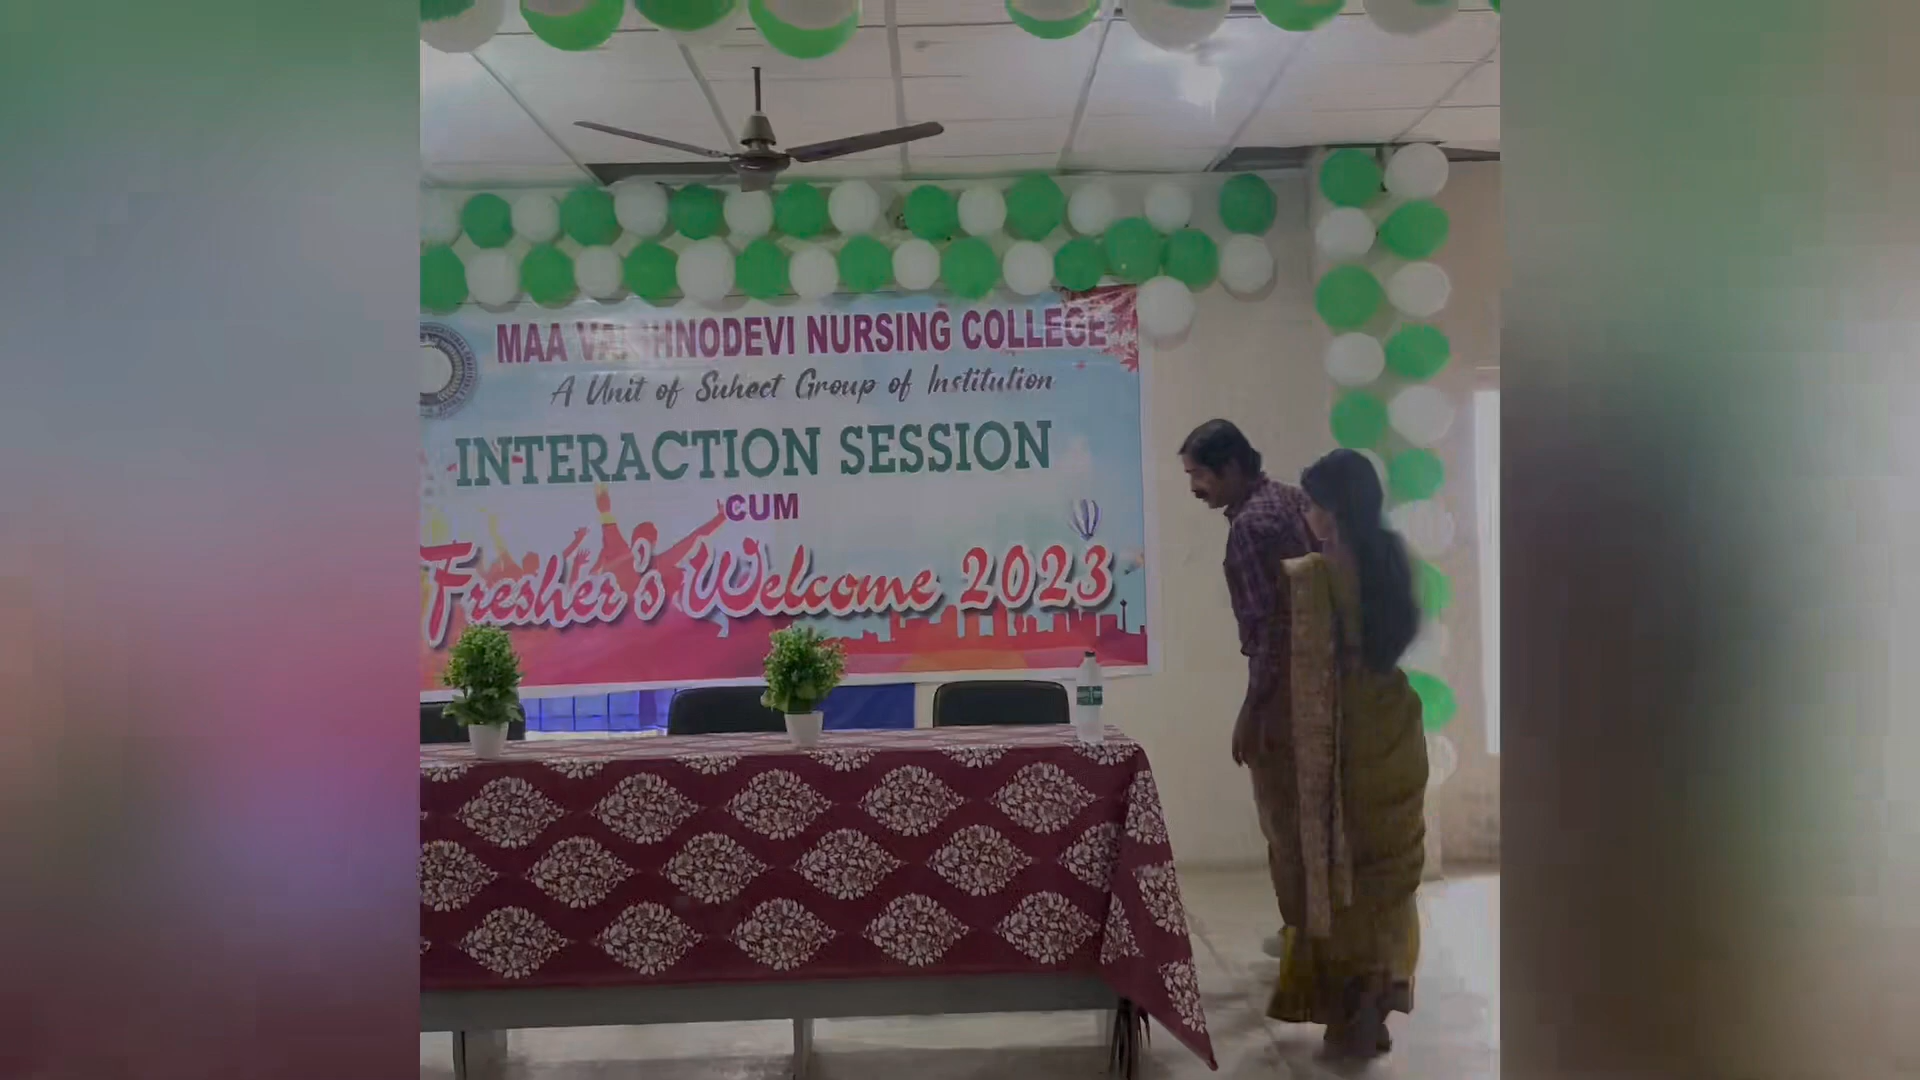 MAA VAISHNODEVI NURSING COLLEGE
A Unit of Suhect Group of Institution
INTERACTION SESSION
CUM
Fresher's Welcome 2023